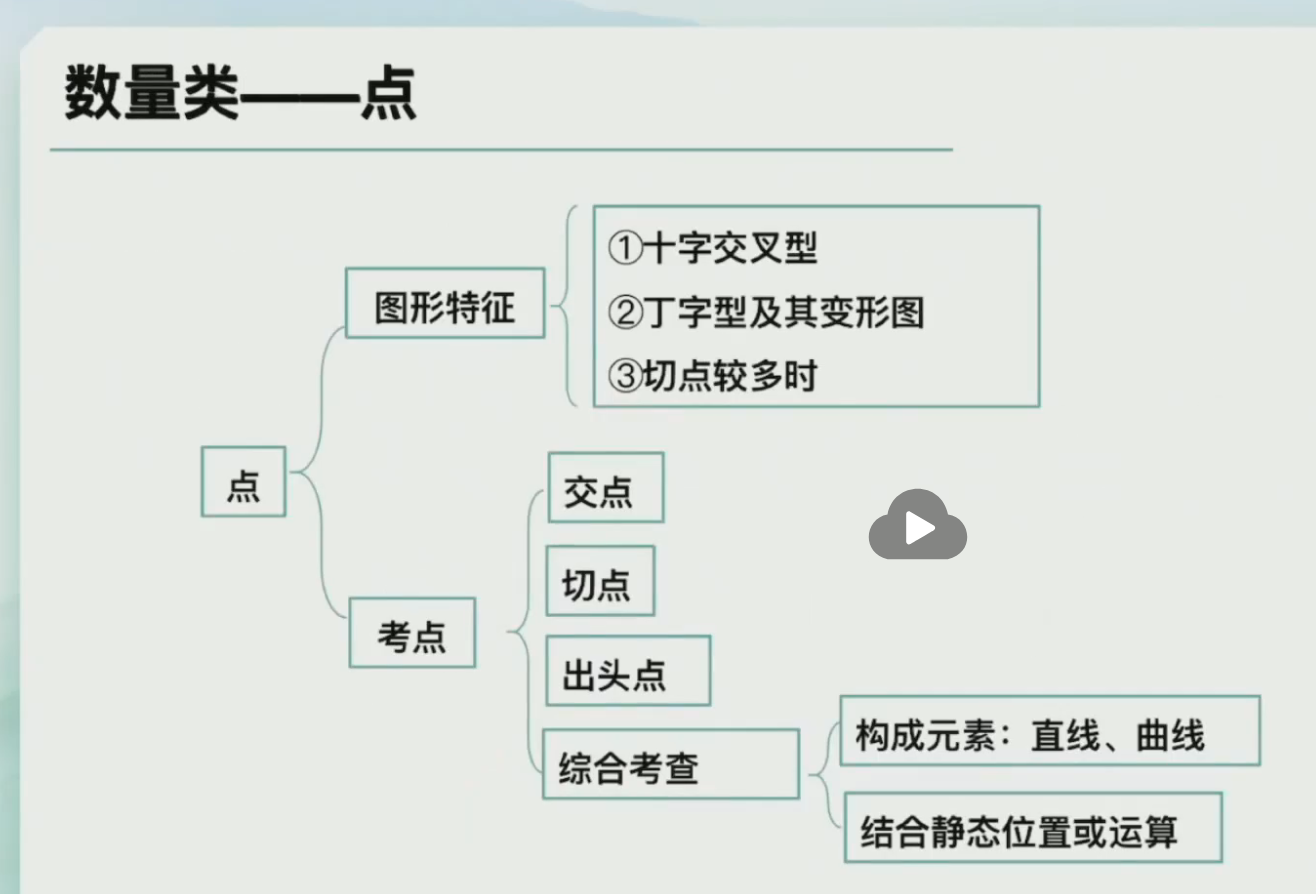 数量类——点
图形特征
①十字交叉型
②丁字型及其变形图
③切点较多时
点
考点
交点
切点
出头点
综合考查
构成元素：直线、曲线
结合静态位置或运算